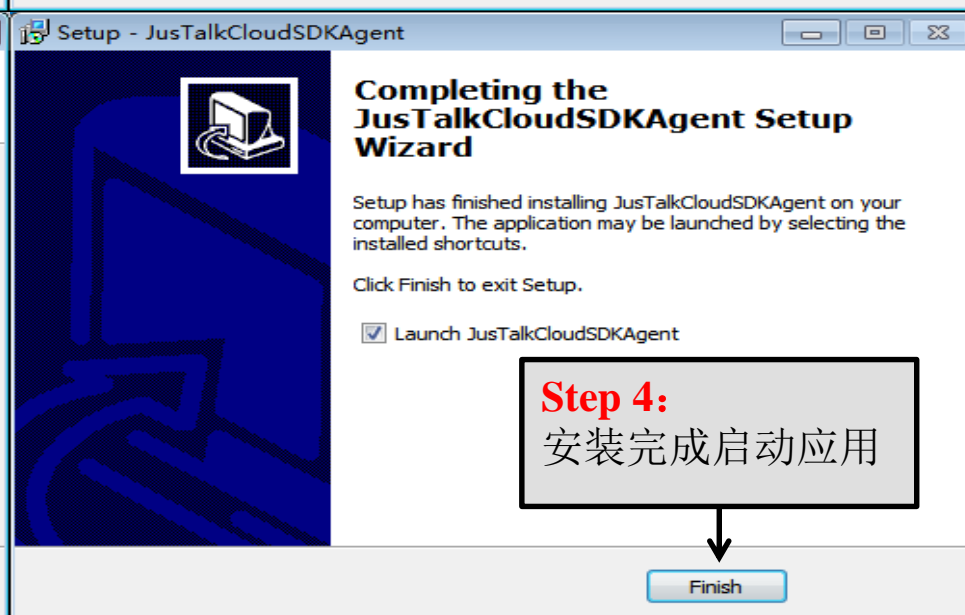 Setup - JusTalkCloudSDKAgent
Completing the
JusTalkCloudSDKAgent Setup
Wizard
Setup has finished installing JusTalkCloudSDKAgent on your
computer. The application may be launched by selecting the
installed shortcuts.
Click Finish to exit Setup.
Launch JusTalkCloudSDKAgent
Step 4：
安装完成启动应用
Finish